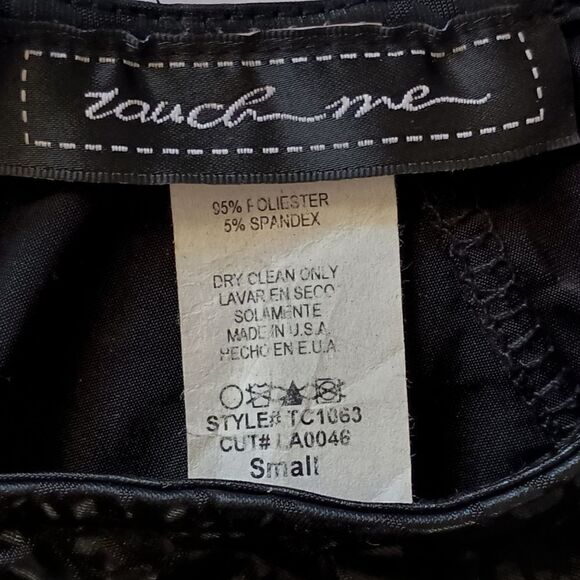 touch me
95% POLIESTER
5% SPANDEX
DRY CLEAN ONLY
LAVAR EN SECO
SOLAMENTE
MADE IN U.S.A.
HECHO EN E.U.A
STYLE# TC1063
CUT# LA0046
Small